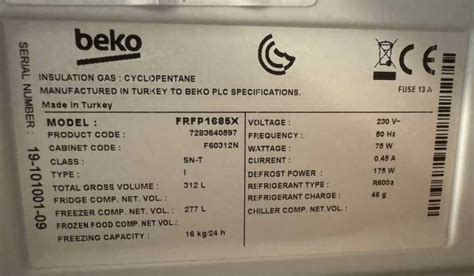 beko
CE
INSULATION GAS : CYCLOPENTANE
MANUFACTURED IN TURKEY TO BEKO PLC SPECIFICATIONS.
FUSE 13 A
Made in Turkey
SERIAL NUMBER : 19-101001-09
MODEL : FRFP1685X
PRODUCT CODE : 7283640597
CABINET CODE : F60312N
CLASS : SN-T
TYPE : I
TOTAL GROSS VOLUME : 312 L
FRIDGE COMP. NET. VOL. :
FREEZER COMP. NET VOL. : 277 L
FROZEN FOOD COMP. NET VOL. :
FREEZING CAPACITY : 16 kg/24 h
VOLTAGE : 230 V~
FREQUENCY : 50 Hz
WATTAGE : 75 W
CURRENT : 0.45 A
DEFROST POWER : 175 W
REFRIGERANT TYPE : R600a
REFRIGERANT CHARGE : 46 g
CHILLER COMP. NET.VOL. :